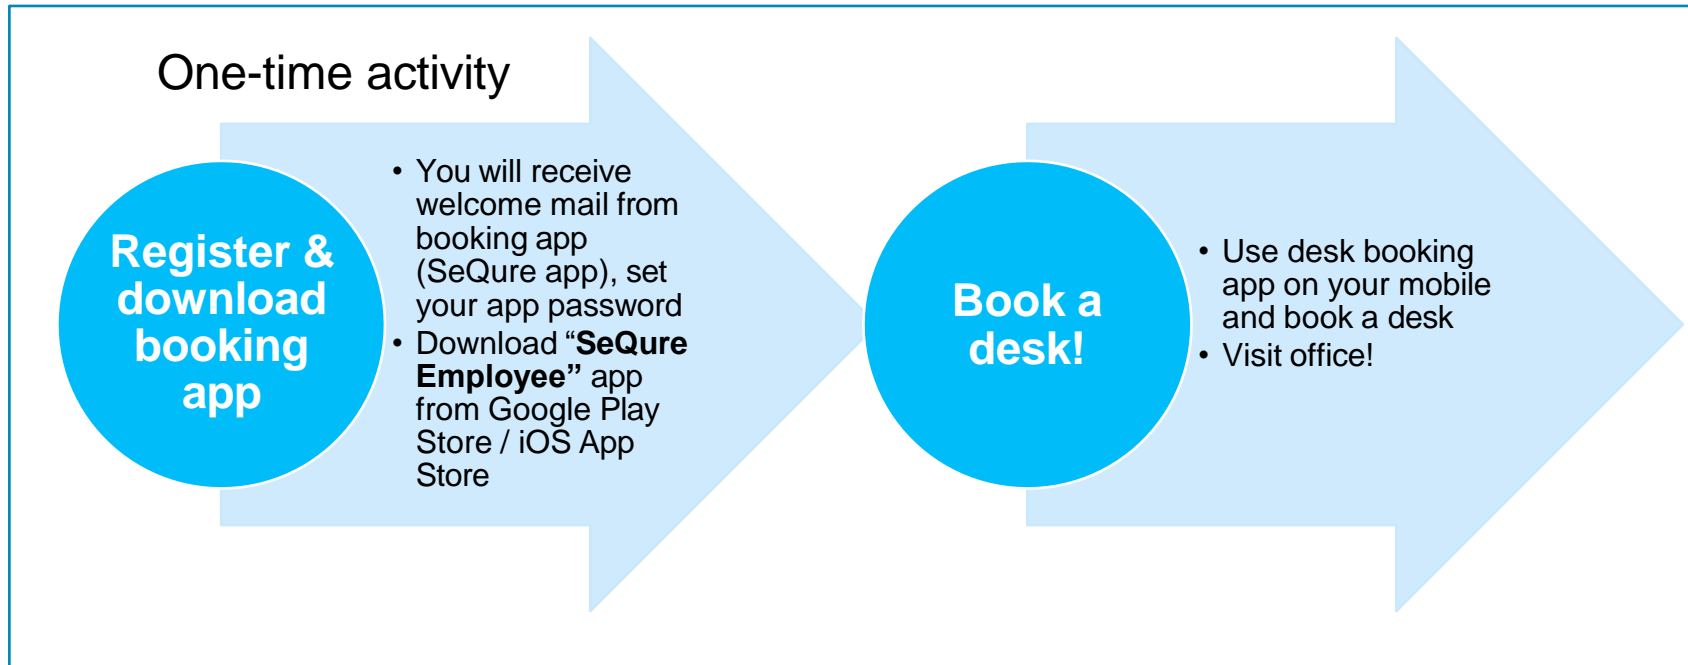 One-time activity
Register &
download
booking
app
• You will receive
welcome mail from
booking app
(SeQure app), set
your app password
• Download “SeQure
Employee” app
from Google Play
Store / iOS App
Store
Book a
desk!
• Use desk booking
app on your mobile
and book a desk
• Visit office!